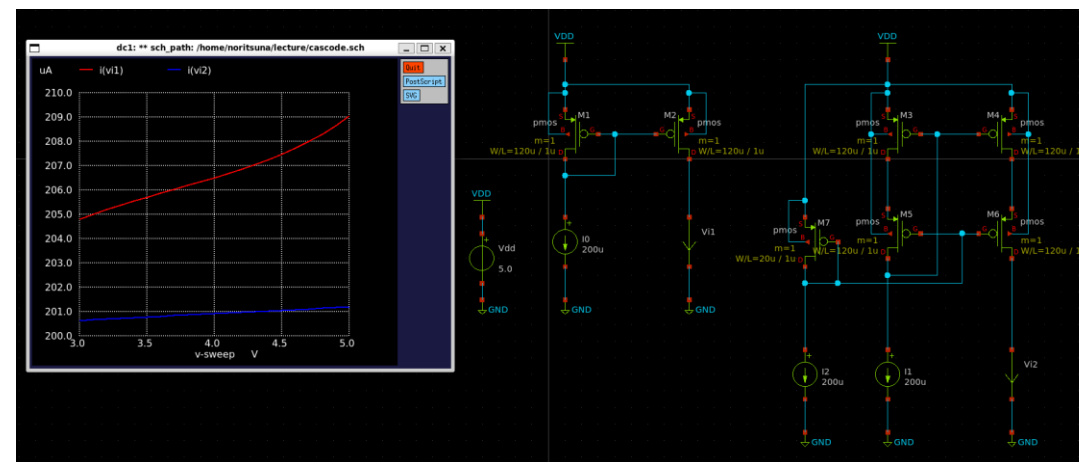 dc1: ** sch_path: /home/noritsuna/lecture/cascode.sch
uA i(vi1) i(vi2)
Quit
PostScript
SVG
210.0
209.0
208.0
207.0
206.0
205.0
204.0
203.0
202.0
201.0
200.0
3.0 3.5 4.0 4.5 5.0
v-sweep V
VDD
Vdd
5.0
GND
VDD
M1
pmos
m=1
W/L=120u / 1u
S
B
G
D
M2
pmos
m=1
W/L=120u / 1u
S
B
G
D
I0
200u
GND
Vi1
GND
VDD
M3
pmos
m=1
W/L=120u / 1u
S
B
G
D
M4
pmos
m=1
W/L=120u / 1u
S
B
G
D
M7
pmos
m=1
W/L=20u / 1u
S
B
G
D
M5
pmos
m=1
W/L=120u / 1u
S
B
G
D
M6
pmos
m=1
W/L=120u / 1u
S
B
G
D
I2
200u
GND
I1
200u
GND
Vi2
GND